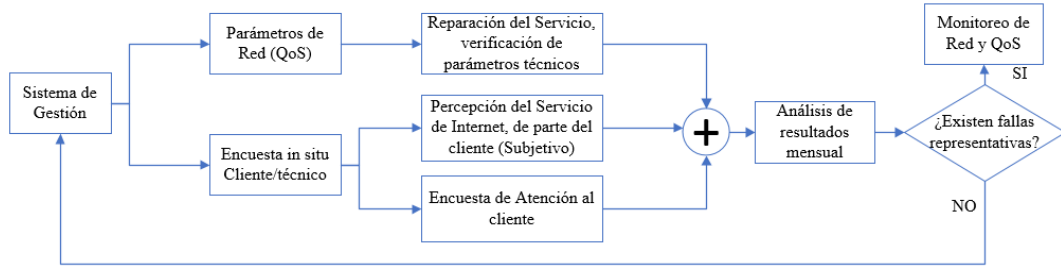 Sistema de
Gestión
Parámetros de
Red (QoS)
Encuesta in situ
Cliente/técnico
Reparación del Servicio,
verificación de
parámetros técnicos
Percepción del Servicio
de Internet, de parte del
cliente (Subjetivo)
Encuesta de Atención al
cliente
+
Análisis de
resultados
mensual
¿Existen fallas
representativas?
SI
Monitoreo de
Red y QoS
NO